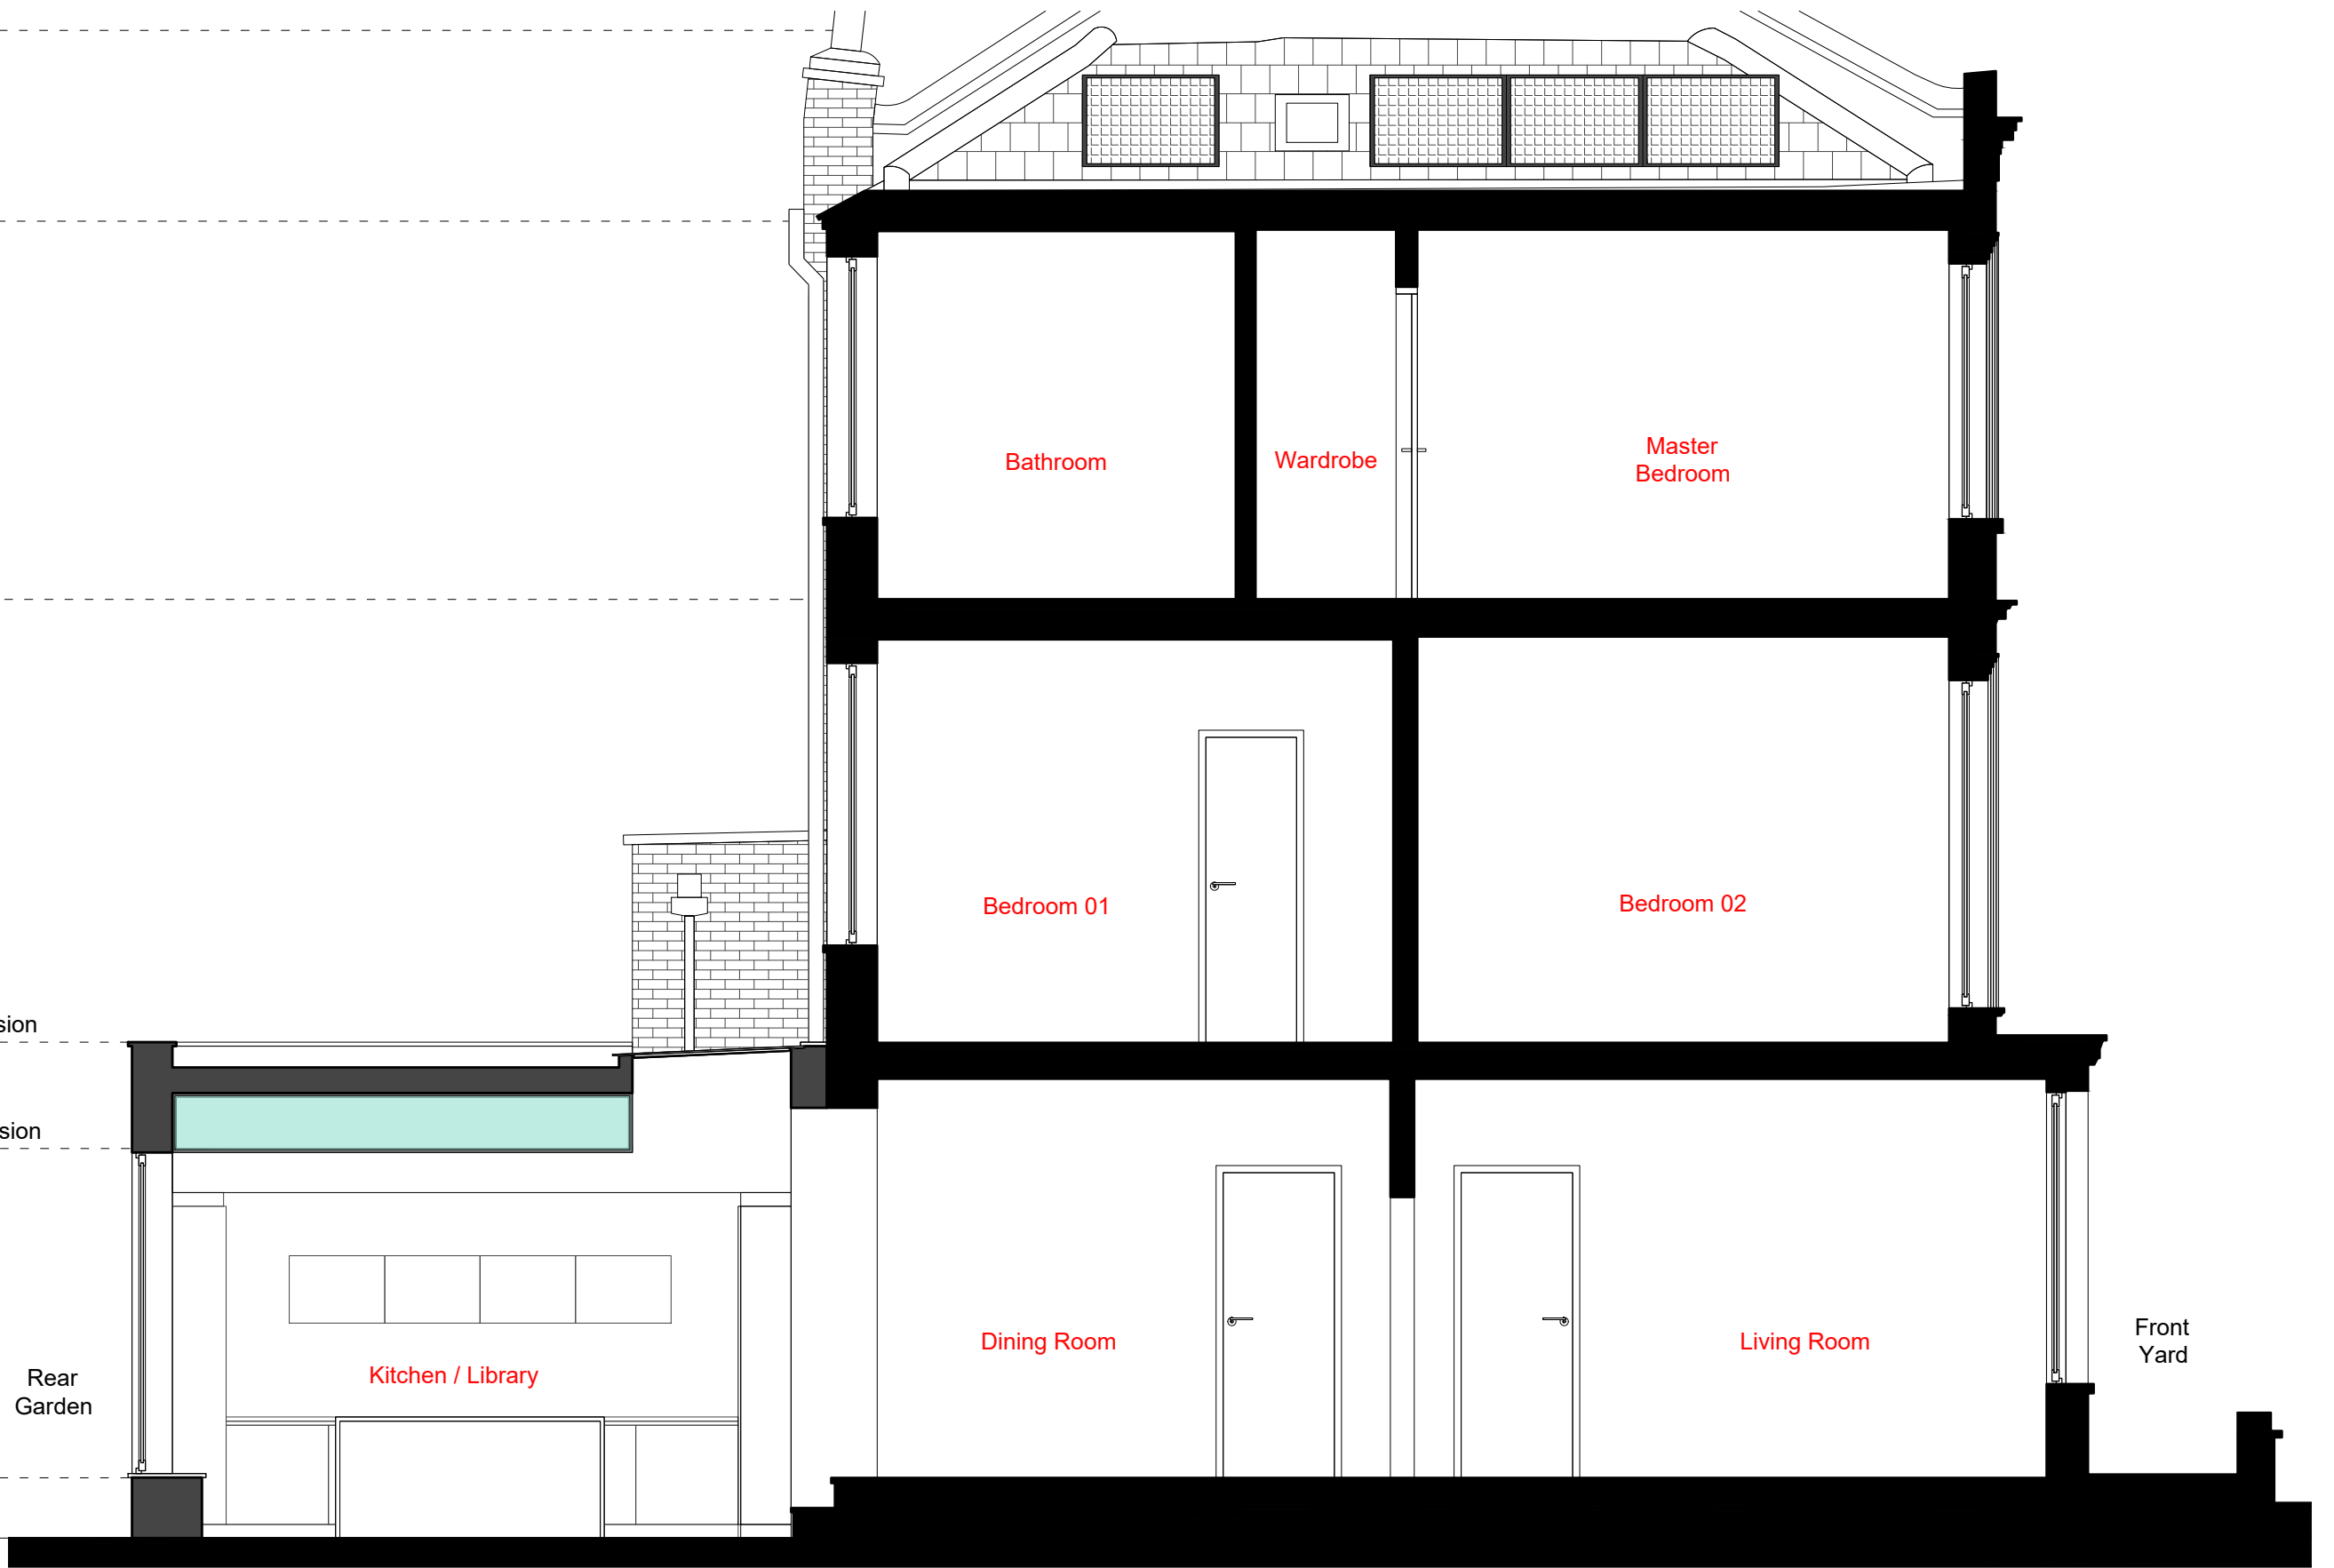 Bathroom
Wardrobe
Master
Bedroom
Bedroom 01
Bedroom 02
sion
sion
Rear
Garden
Kitchen / Library
Dining Room
Living Room
Front
Yard